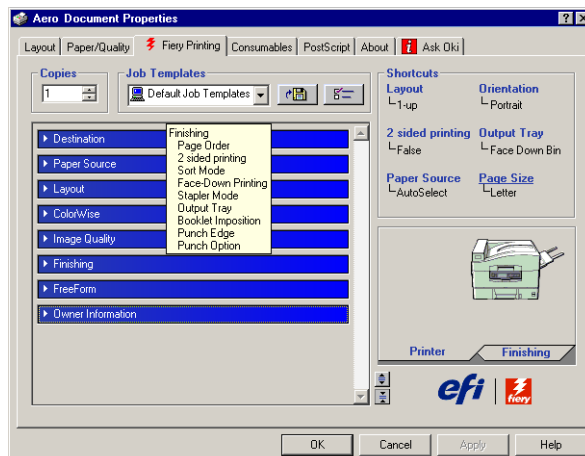 Aero Document Properties
Layout Paper/Quality Fiery Printing Consumables PostScript About Ask Oki
Copies
1
Job Templates
Default Job Templates
Destination
Paper Source
Layout
ColorWise
Image Quality
Finishing
FreeForm
Owner Information
Finishing
Page Order
2 sided printing
Sort Mode
Face-Down Printing
Stapler Mode
Output Tray
Booklet Imposition
Punch Edge
Punch Option
Shortcuts
Layout Orientation
1-up Portrait
2 sided printing Output Tray
False Face Down Bin
Paper Source Page Size
AutoSelect Letter
Printer Finishing
efi fiery
OK Cancel Apply Help